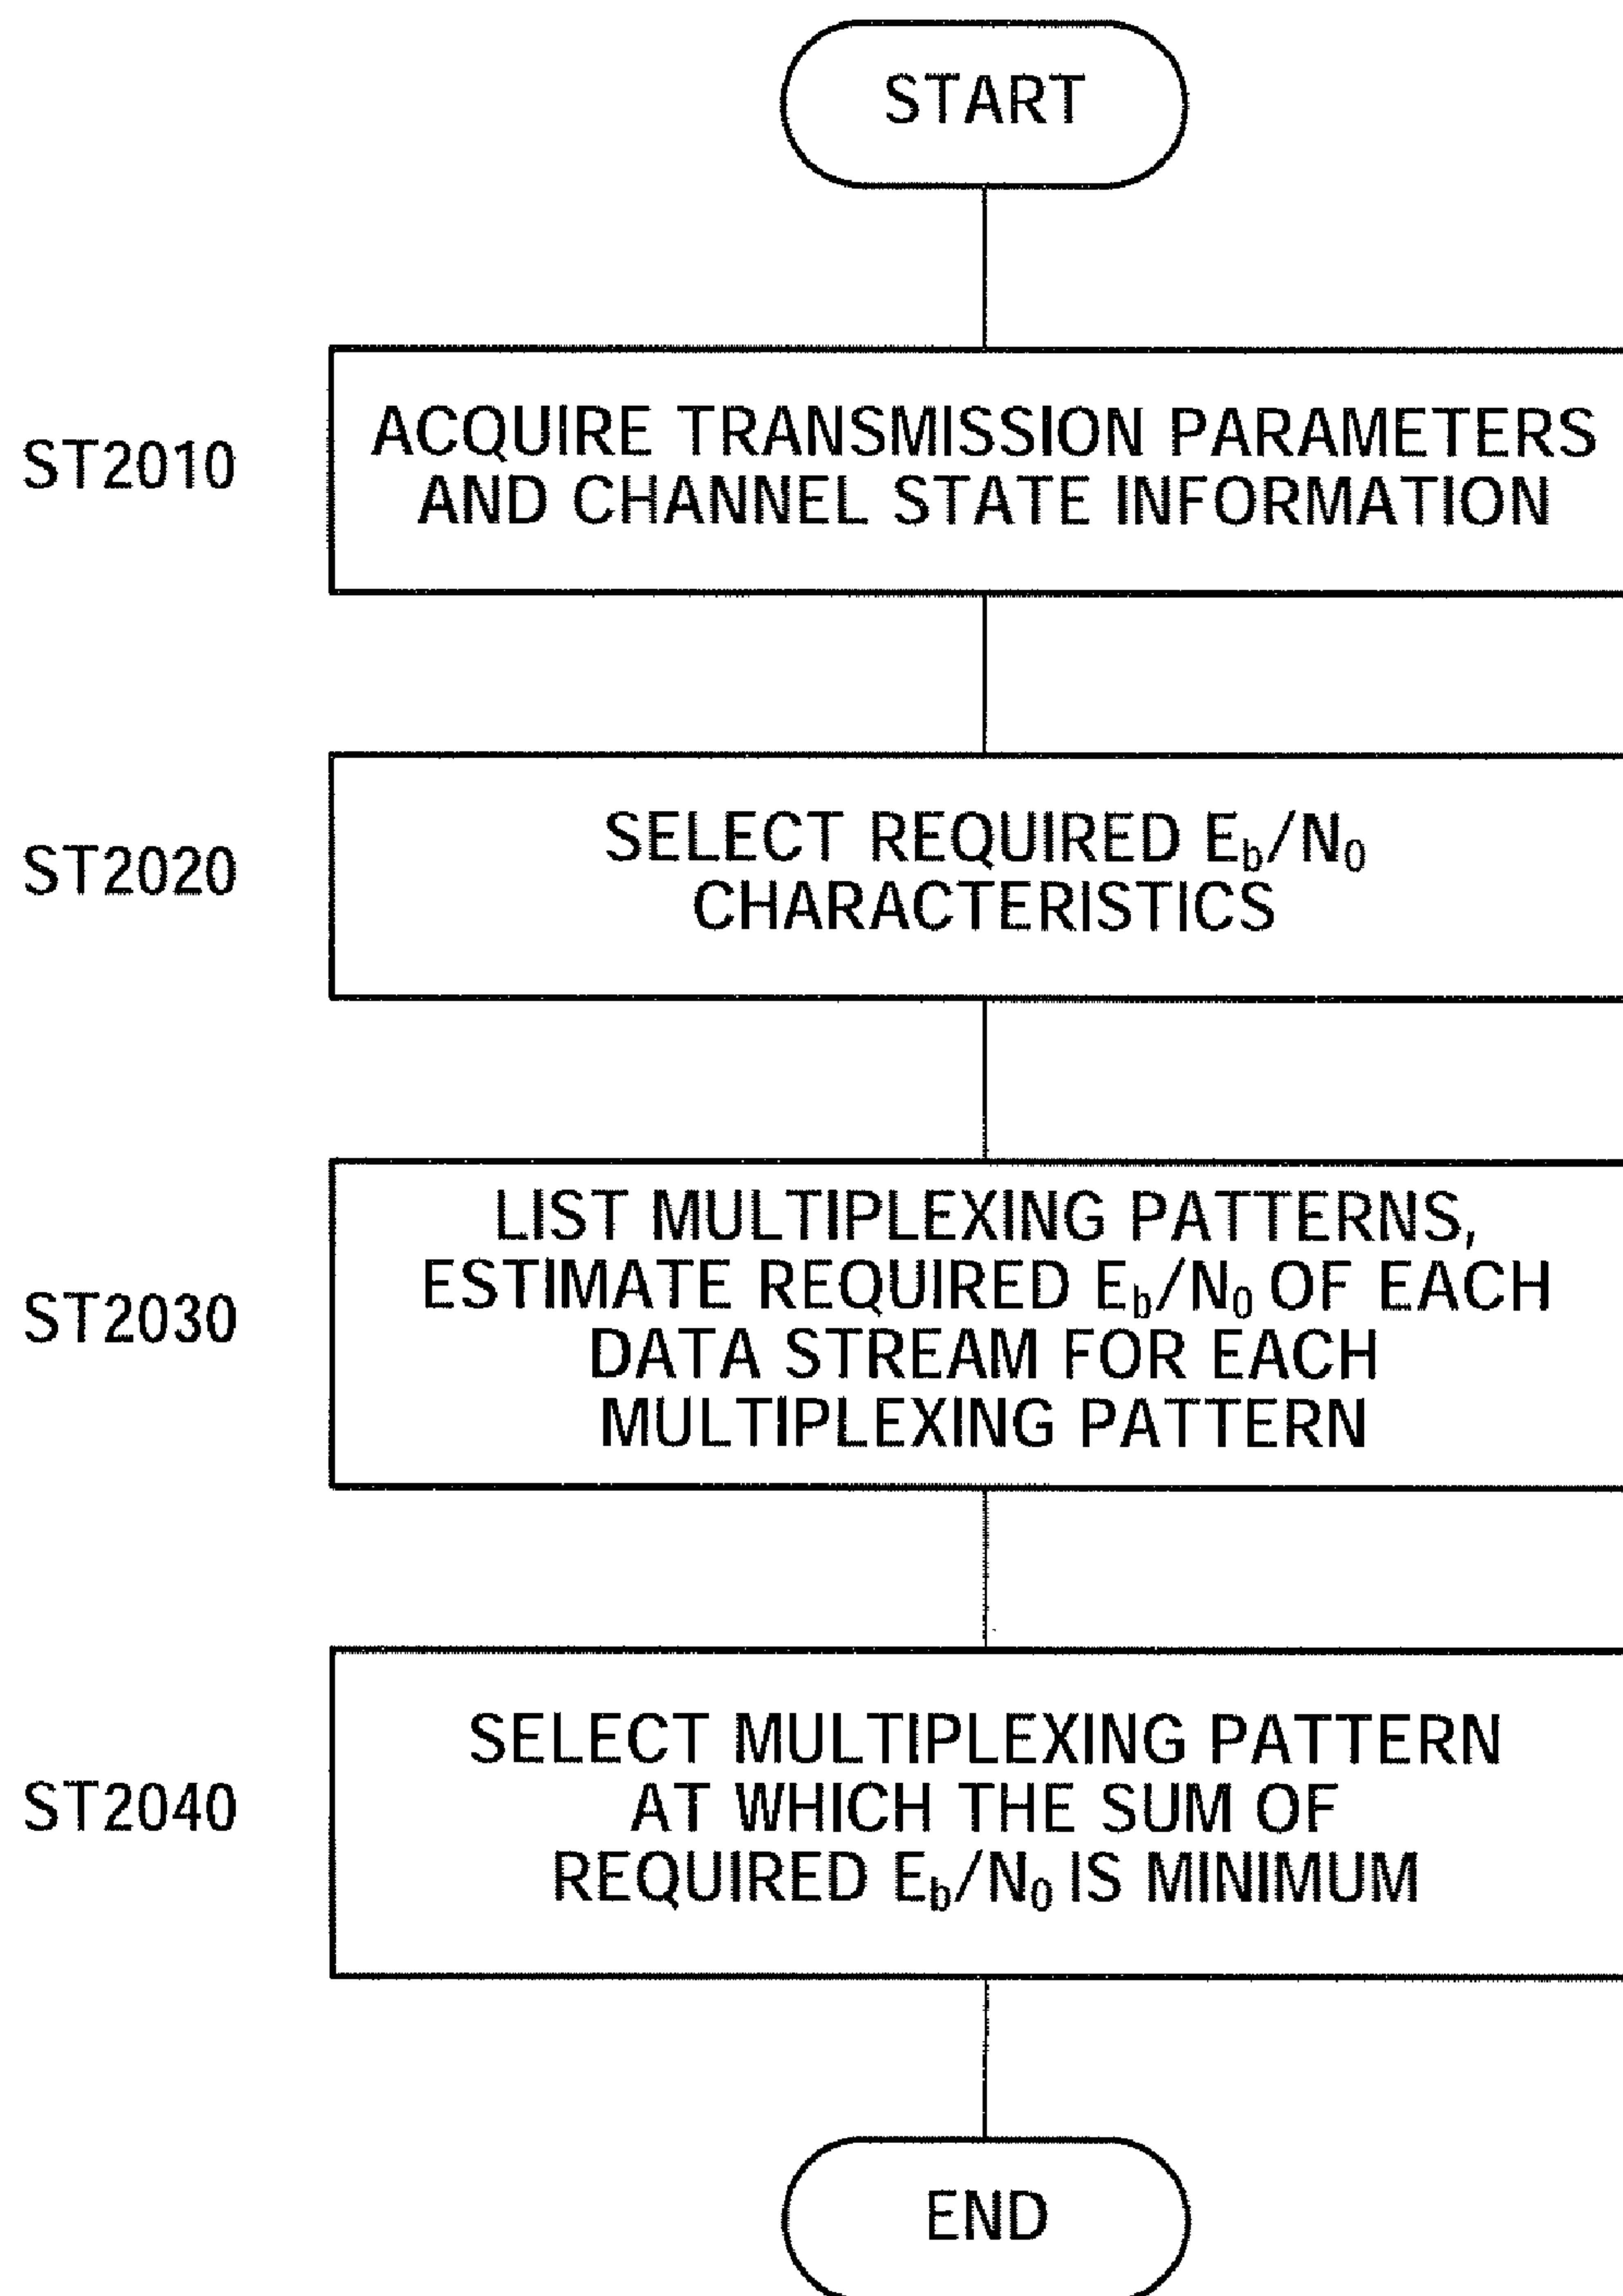 START
ST2010
ACQUIRE TRANSMISSION PARAMETERS
AND CHANNEL STATE INFORMATION
ST2020
SELECT REQUIRED Eb/N0
CHARACTERISTICS
ST2030
LIST MULTIPLEXING PATTERNS,
ESTIMATE REQUIRED Eb/N0 OF EACH
DATA STREAM FOR EACH
MULTIPLEXING PATTERN
ST2040
SELECT MULTIPLEXING PATTERN
AT WHICH THE SUM OF
REQUIRED Eb/N0 IS MINIMUM
END